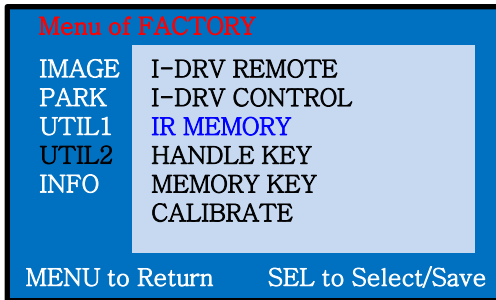 Menu of FACTORY
IMAGE I-DRV REMOTE
PARK I-DRV CONTROL
UTIL1 IR MEMORY
UTIL2 HANDLE KEY
INFO MEMORY KEY
CALIBRATE
MENU to Return SEL to Select/Save